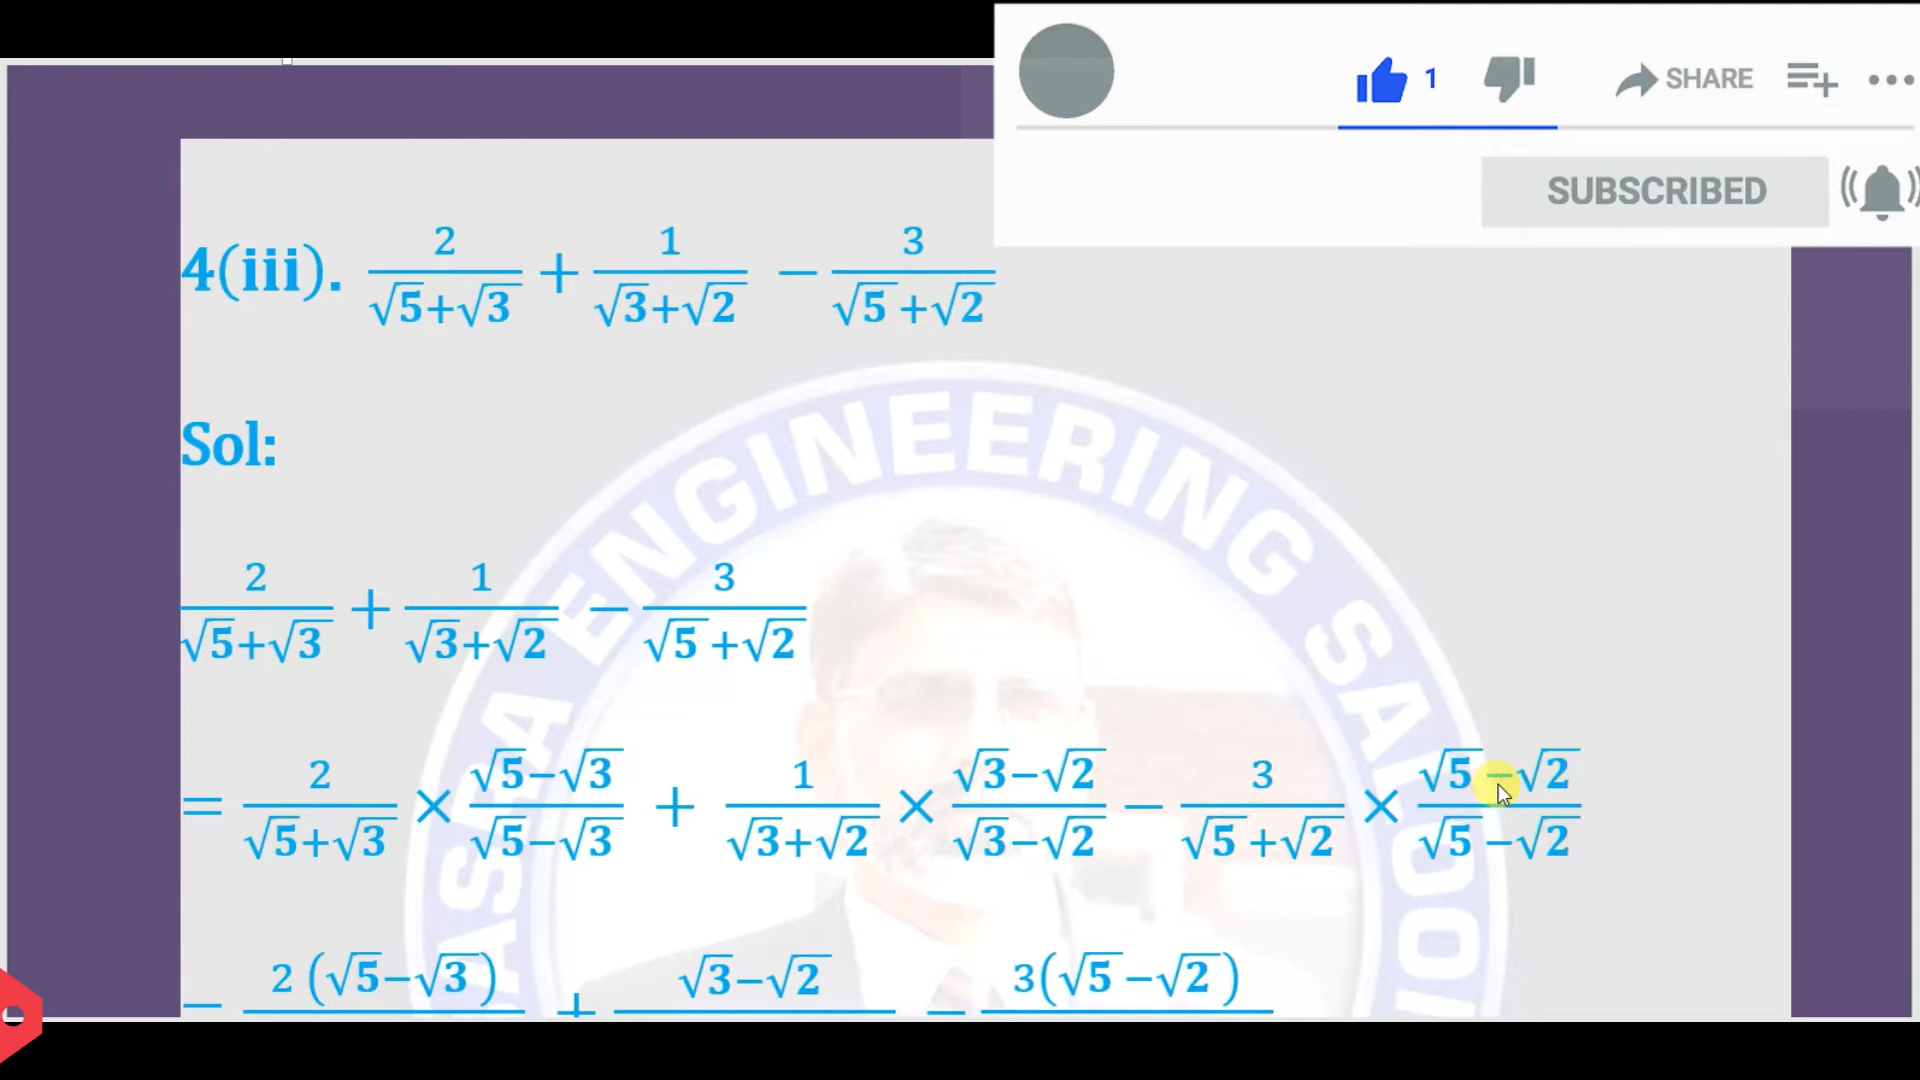 1 SHARE
SUBSCRIBED
4(iii). 2/(√5+√3) + 1/(√3+√2) − 3/(√5+√2)
Sol:
2/(√5+√3) + 1/(√3+√2) − 3/(√5+√2)
= 2/(√5+√3) × (√5−√3)/(√5−√3) + 1/(√3+√2) × (√3−√2)/(√3−√2) − 3/(√5+√2) × (√5−√2)/(√5−√2)
2(√5−√3) + √3−√2 − 3(√5−√2)
ASRA ENGINEERING